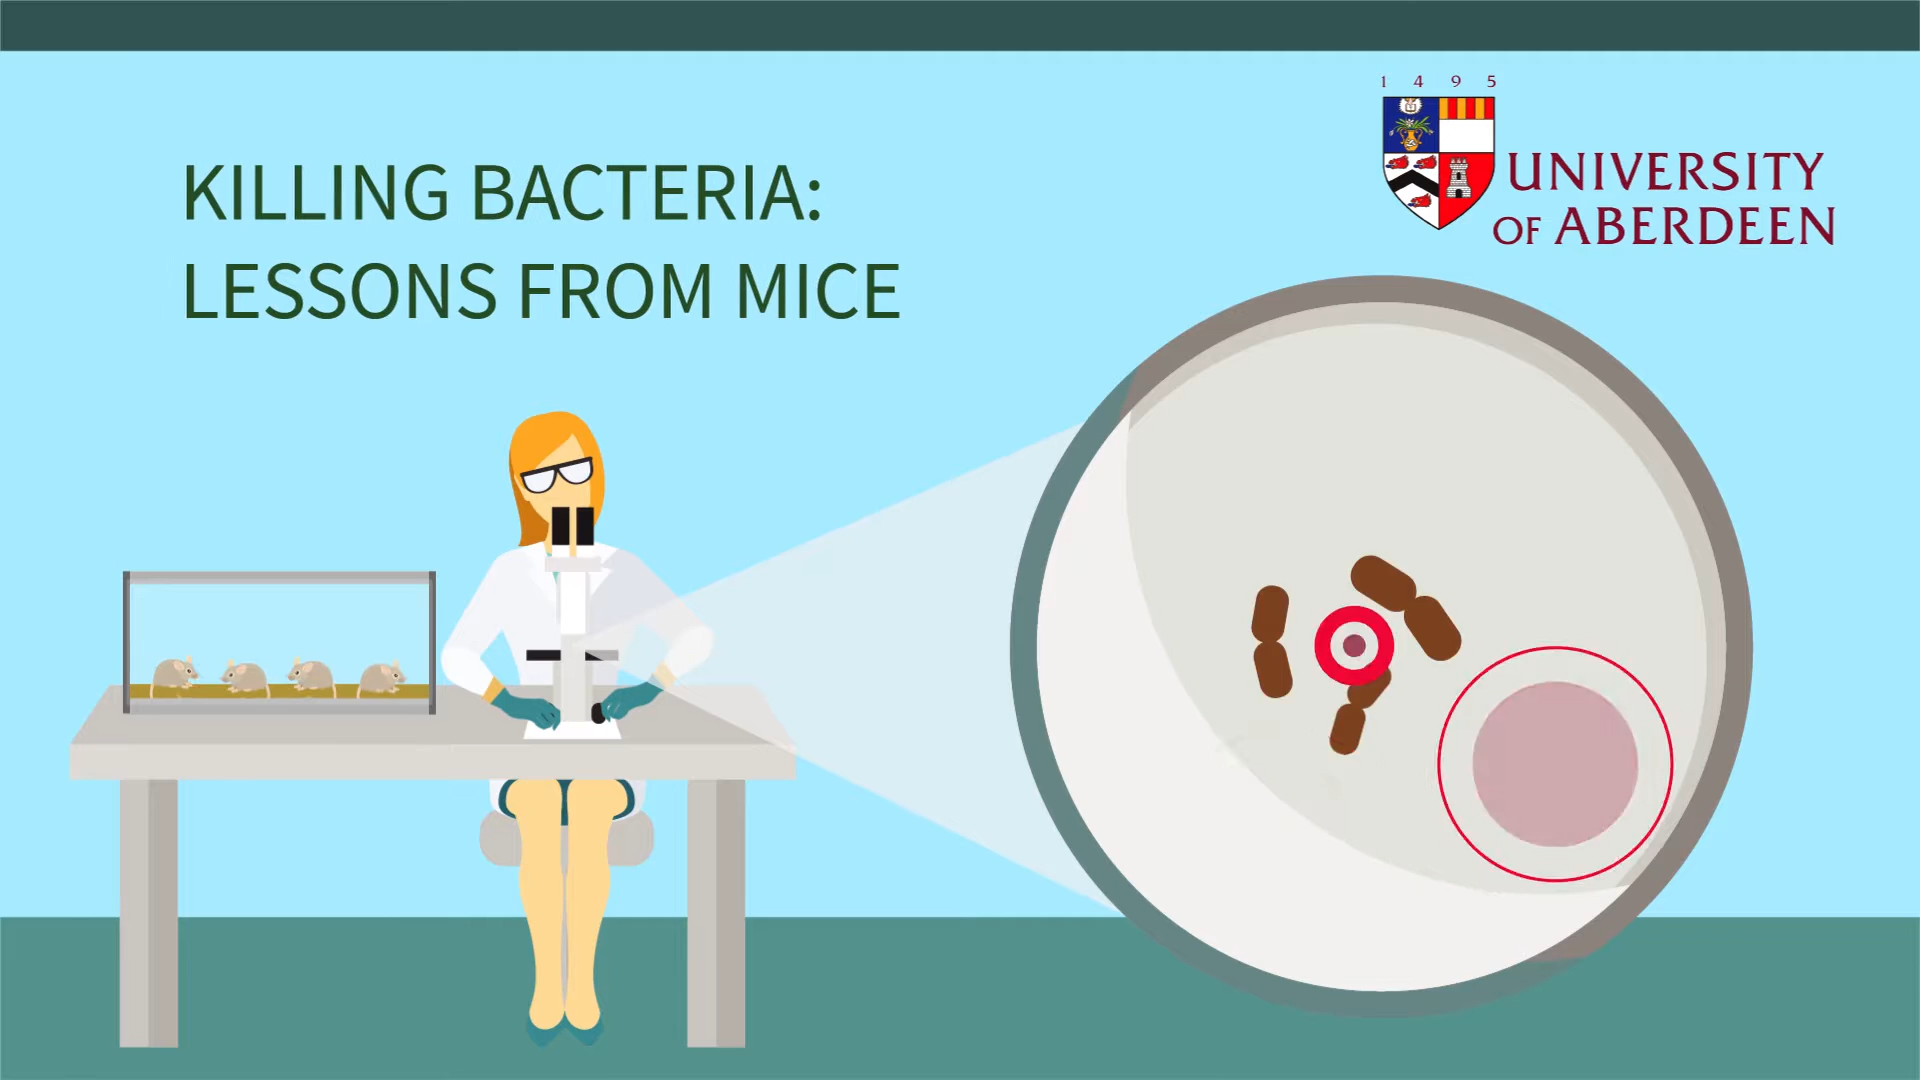 KILLING BACTERIA:
LESSONS FROM MICE
1 4 9 5
UNIVERSITY
OF ABERDEEN